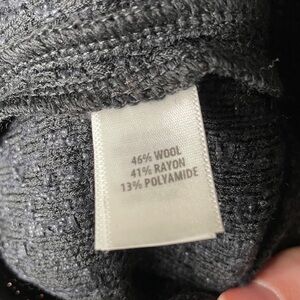 46% WOOL
41% RAYON
13% POLYAMIDE